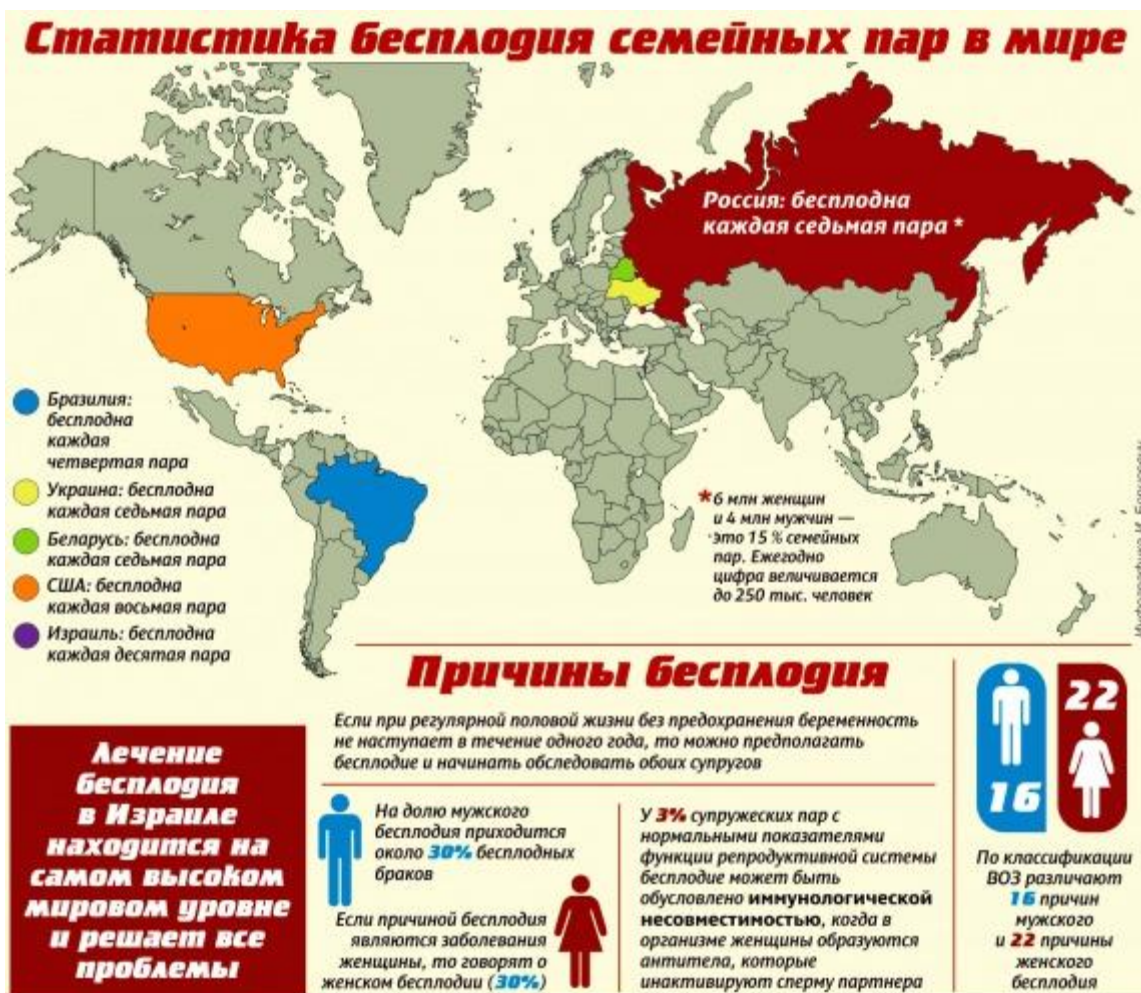 Статистика бесплодия семейных пар в мире
Россия: бесплодна
каждая седьмая пара *
Бразилия:
бесплодна
каждая
четвертая пара
Украина: бесплодна
каждая седьмая пара
Беларусь: бесплодна
каждая седьмая пара
США: бесплодна
каждая восьмая пара
Израиль: бесплодна
каждая десятая пара
* 6 млн женщин
и 4 млн мужчин —
это 15 % семейных
пар. Ежегодно
цифра величивается
до 250 тыс. человек
Причины бесплодия
Если при регулярной половой жизни без предохранения беременность
не наступает в течение одного года, то можно предполагать
бесплодие и начинать обследовать обоих супругов
Лечение
бесплодия
в Израиле
находится на
самом высоком
мировом уровне
и решает все
проблемы
На долю мужского
бесплодия приходится
около 30% бесплодных
браков
Если причиной бесплодия
являются заболевания
женщины, то говорят о
женском бесплодии (30%)
У 3% супружеских пар с
нормальными показателями
функции репродуктивной системы
бесплодие может быть
обусловлено иммунологической
несовместимостью, когда в
организме женщины образуются
антитела, которые
инактивируют сперму партнера
22
16
По классификации
ВОЗ различают
16 причин
мужского
и 22 причины
женского
бесплодия